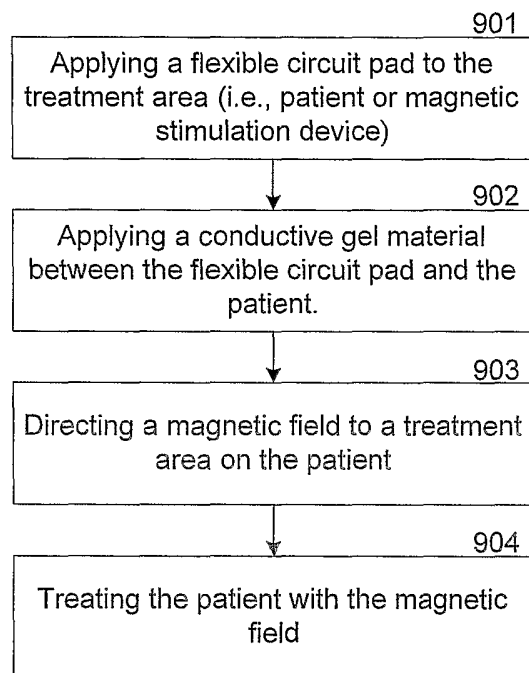 901
Applying a flexible circuit pad to the
treatment area (i.e., patient or magnetic
stimulation device)
902
Applying a conductive gel material
between the flexible circuit pad and the
patient.
903
Directing a magnetic field to a treatment
area on the patient
904
Treating the patient with the magnetic
field